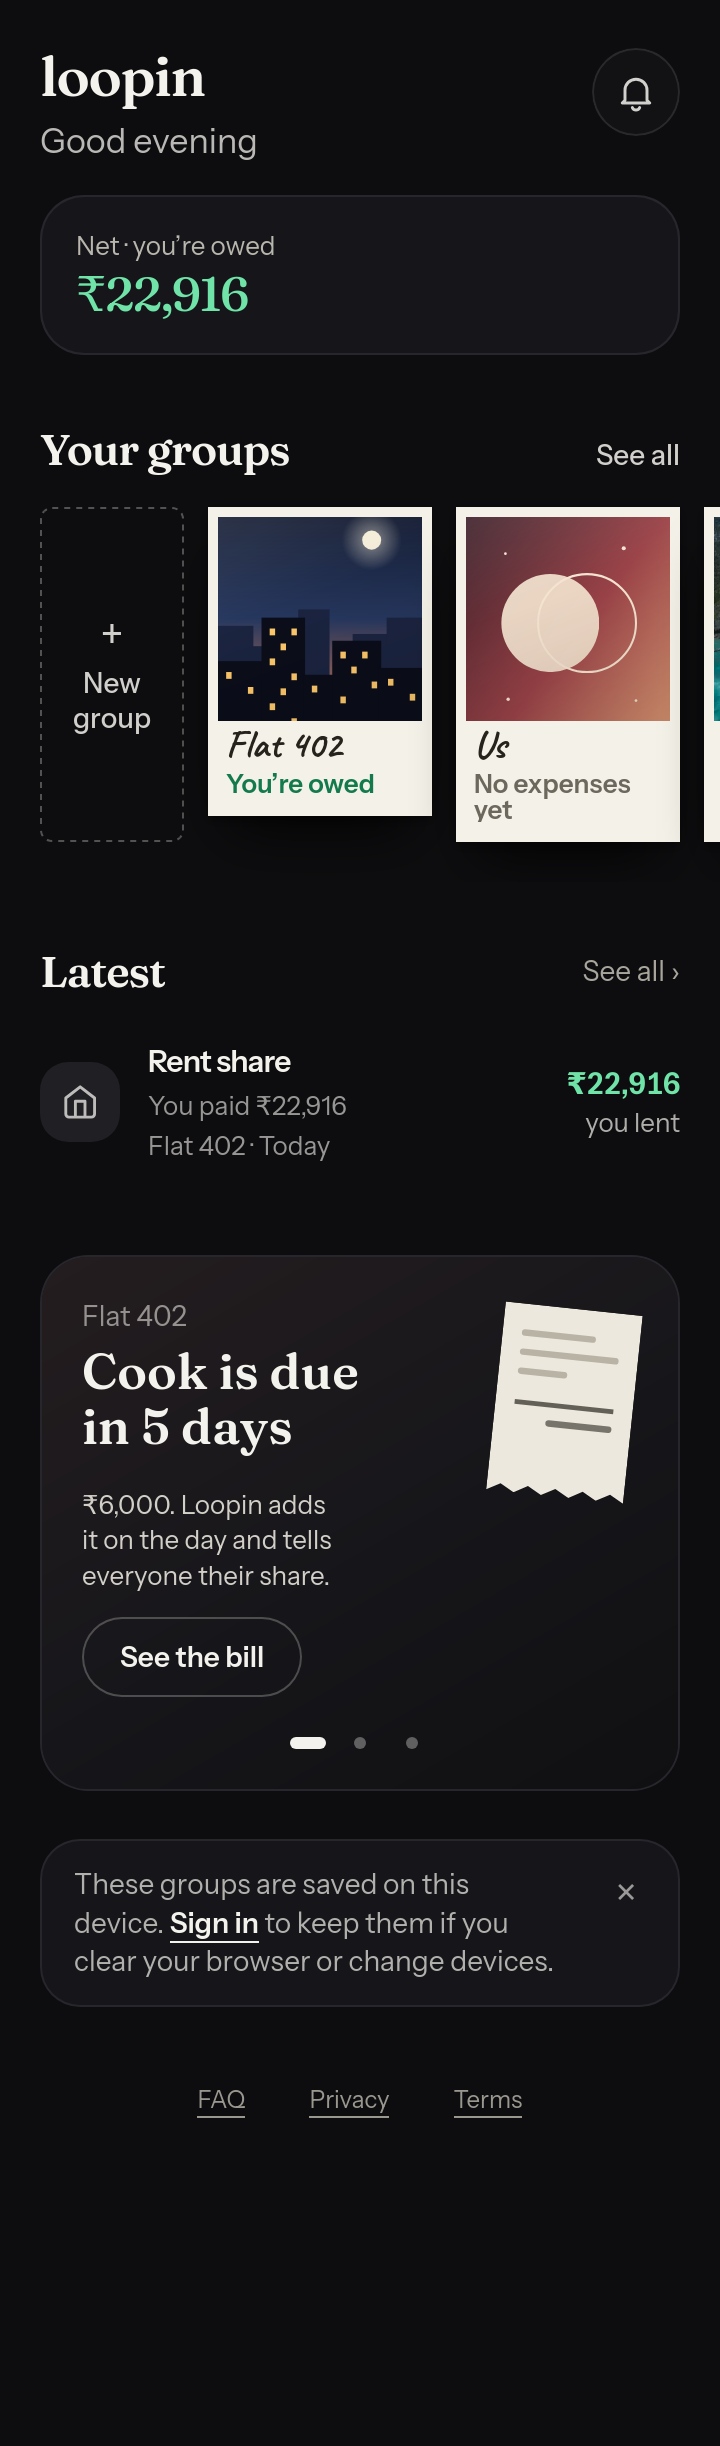 loopin
Good evening
Net · you’re owed
₹22,916
Your groups
See all
+
New
group
Flat 402
You’re owed
Us
No expenses
yet
Latest
See all ›
Rent share
You paid ₹22,916
Flat 402 · Today
₹22,916
you lent
Flat 402
Cook is due
in 5 days
₹6,000. Loopin adds
it on the day and tells
everyone their share.
See the bill
These groups are saved on this
device. Sign in to keep them if you
clear your browser or change devices.
×
FAQ
Privacy
Terms